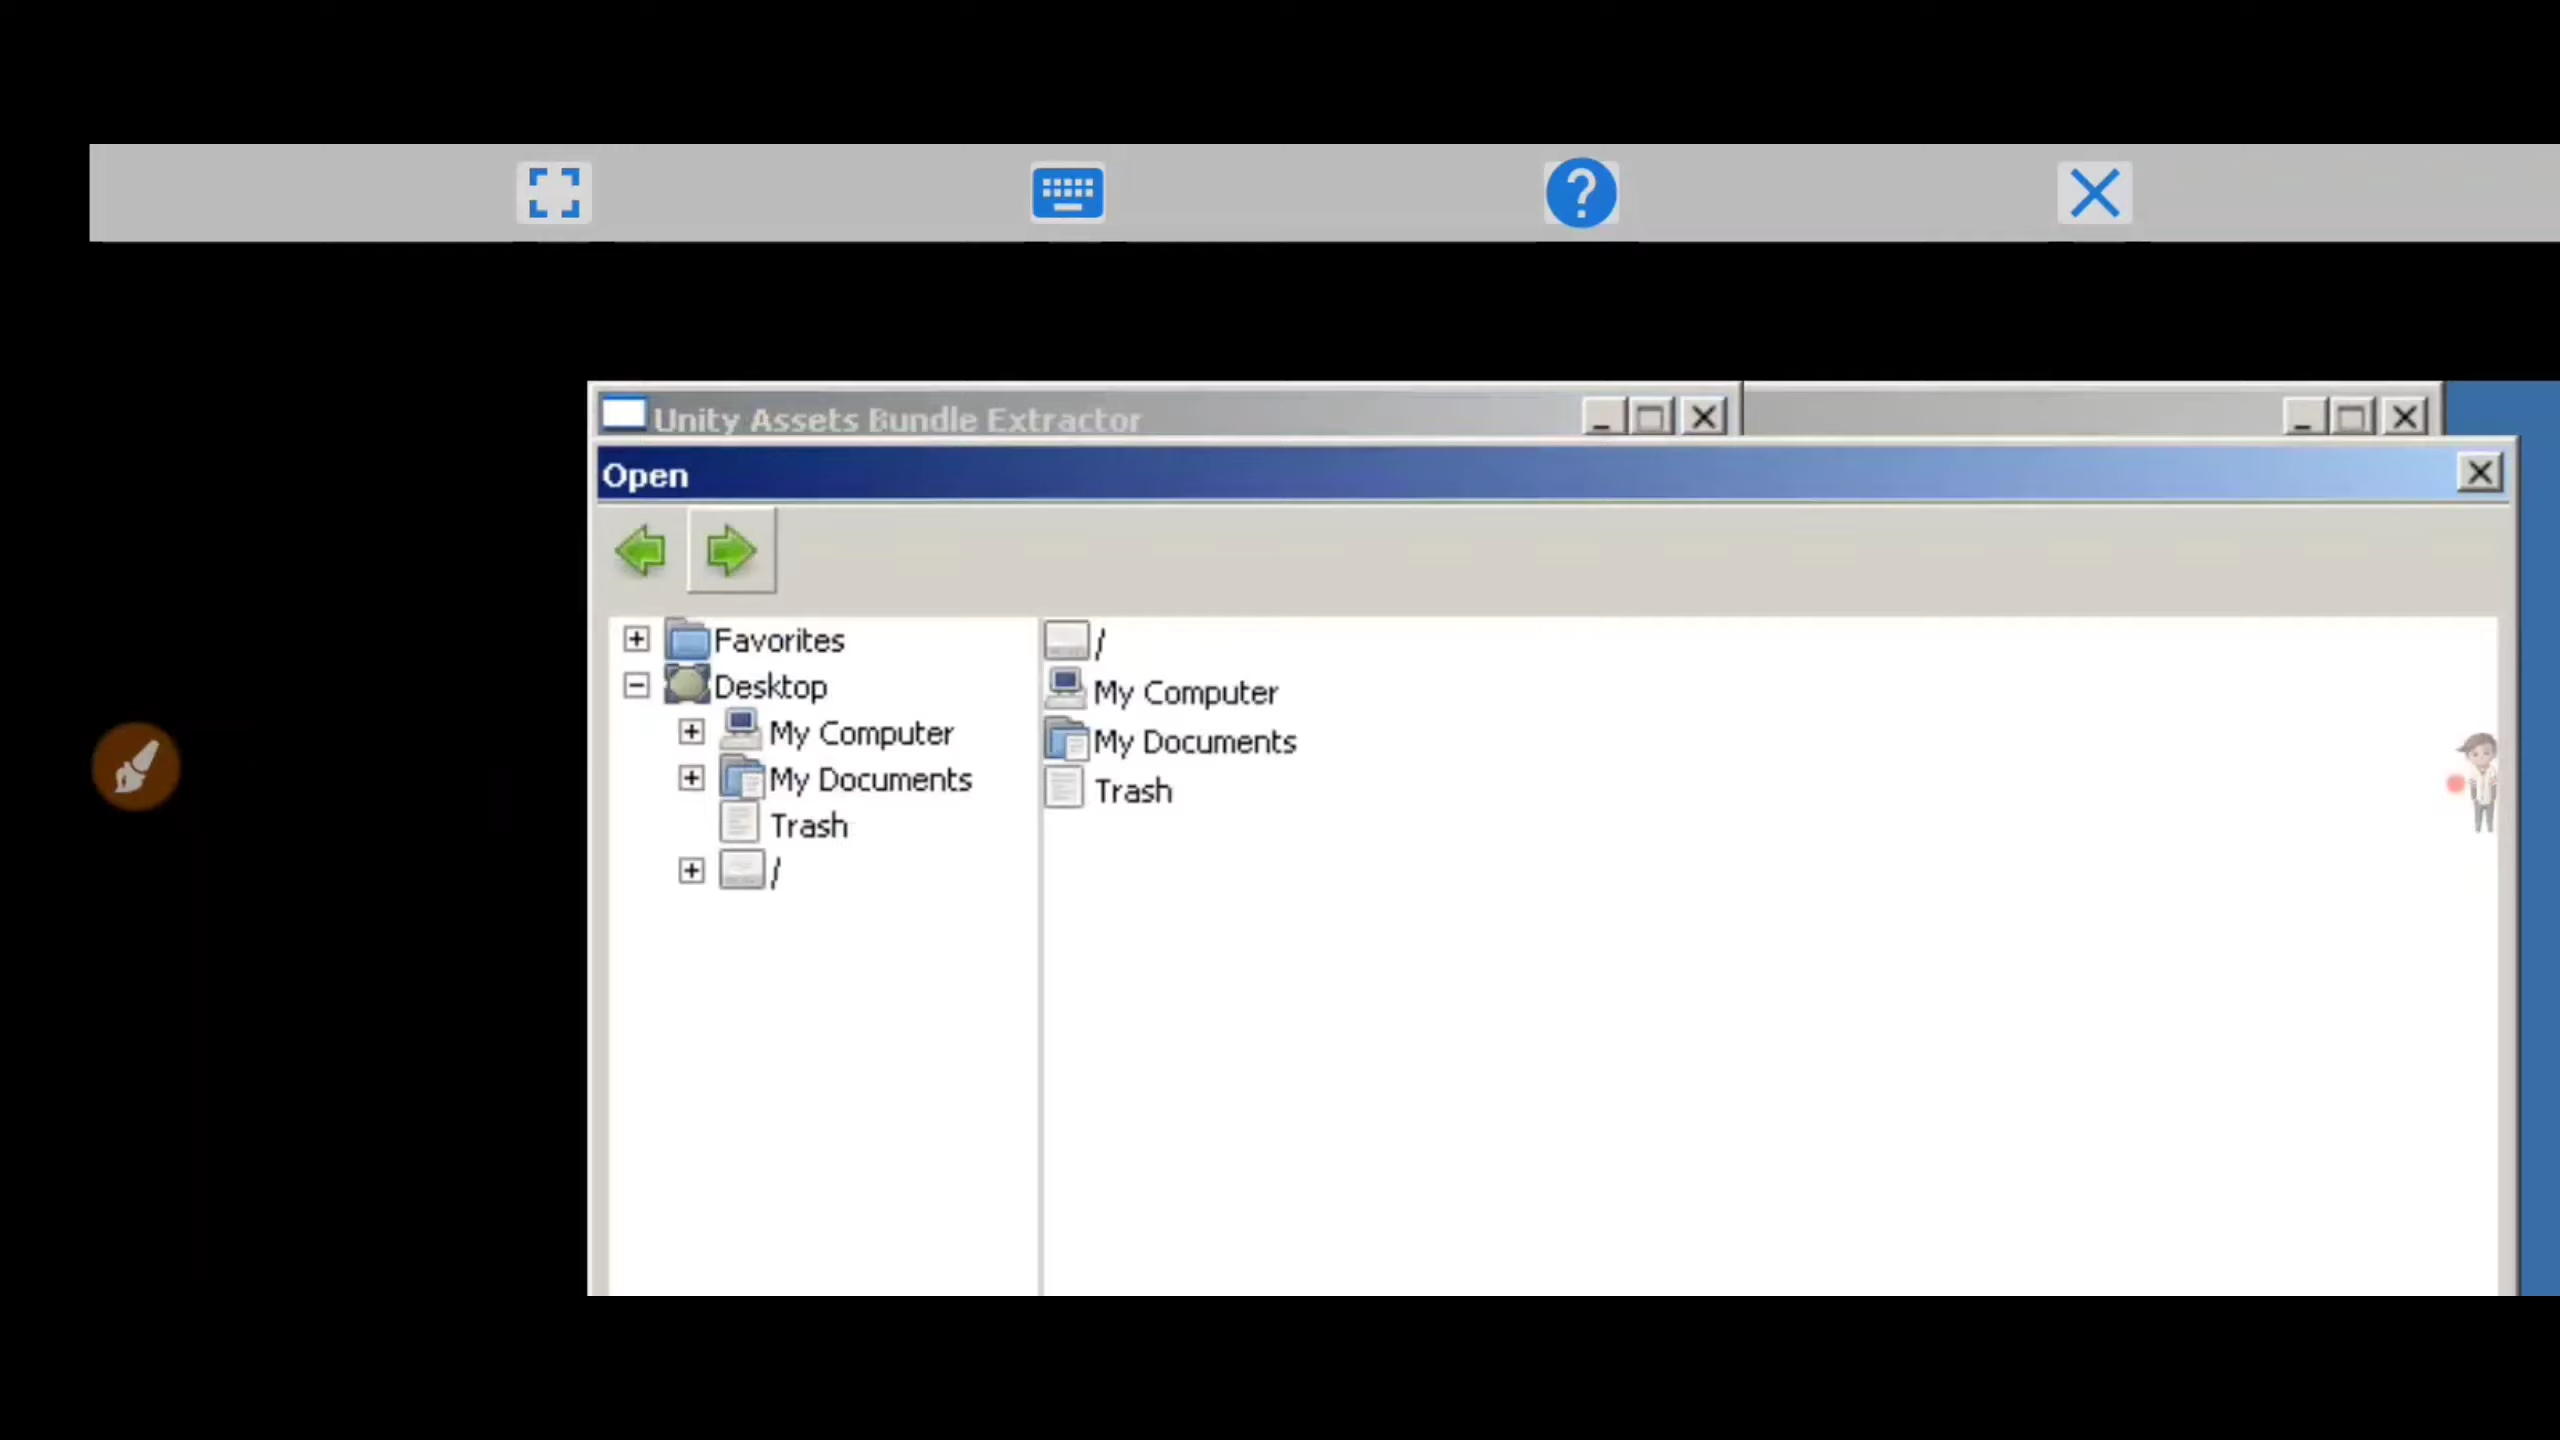 Unity Assets Bundle Extractor
Open
Favorites
Desktop
My Computer
My Documents
Trash
/
/
My Computer
My Documents
Trash